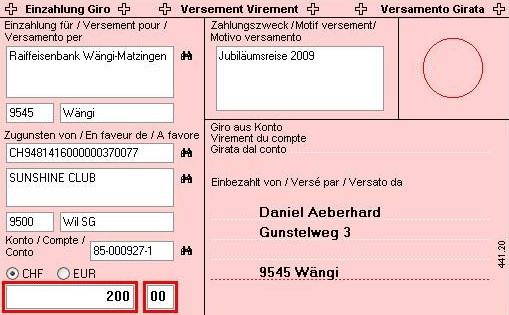 Einzahlung Giro
Versement Virement
Versamento Girata
Einzahlung für / Versement pour /
Versamento per
Raiffeisenbank Wängi-Matzingen
9545 Wängi
Zugunsten von / En faveur de / A favore
CH9481416000000370077
SUNSHINE CLUB
9500 Wil SG
Konto / Compte /
Conto
85-000927-1
CHF EUR
200 00
Zahlungszweck / Motif versement/
Motivo versamento
Jubiläumsreise 2009
Giro aus Konto
Virement du compte
Girata dal conto
Einbezahlt von / Versé par / Versato da
Daniel Aeberhard
Gunstelweg 3
9545 Wängi
441.20